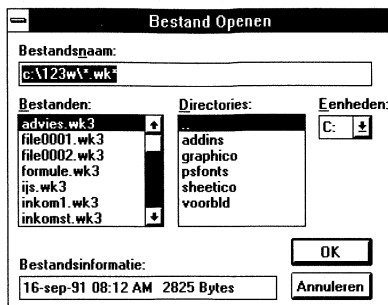 Bestand Openen
Bestandsnaam:
c:\123w\*.wk*
Bestanden:
advies.wk3
file0001.wk3
file0002.wk3
formule.wk3
ijs.wk3
inkom1.wk3
inkomst.wk3
Directories:
..
addins
graphico
psfonts
sheetico
voorbld
Eenheden:
C:
OK
Bestandsinformatie:
16-sep-91 08:12 AM 2825 Bytes
Annuleren